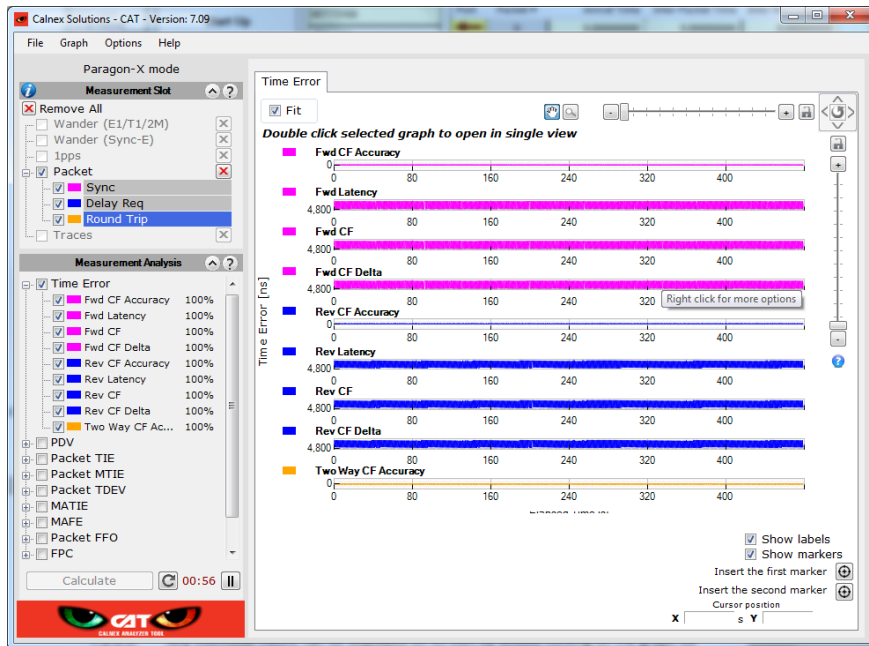 Calnex Solutions - CAT - Version: 7.09
File Graph Options Help
Paragon-X mode
Measurement Slot
Remove All
Wander (E1/T1/2M)
Wander (Sync-E)
1pps
Packet
Sync
Delay Req
Round Trip
Traces
Measurement Analysis
Time Error
Fwd CF Accuracy 100%
Fwd Latency 100%
Fwd CF 100%
Fwd CF Delta 100%
Rev CF Accuracy 100%
Rev Latency 100%
Rev CF 100%
Rev CF Delta 100%
Two Way CF Ac... 100%
PDV
Packet TIE
Packet MTIE
Packet TDEV
MATIE
MAFE
Packet FFO
FPC
Calculate 00:56
CAT
CALNEX ANALYZER TOOL
Time Error
Fit
Double click selected graph to open in single view
Time Error [ns]
Fwd CF Accuracy
0
0 80 160 240 320 400
Fwd Latency
4,800
0 80 160 240 320 400
Fwd CF
4,800
0 80 160 240 320 400
Fwd CF Delta
4,800
0 80 160 240 320 400
Right click for more options
Rev CF Accuracy
0
0 80 160 240 320 400
Rev Latency
4,800
0 80 160 240 320 400
Rev CF
4,800
0 80 160 240 320 400
Rev CF Delta
4,800
0 80 160 240 320 400
Two Way CF Accuracy
0
0 80 160 240 320 400
Show labels
Show markers
Insert the first marker
Insert the second marker
Cursor position
X s Y